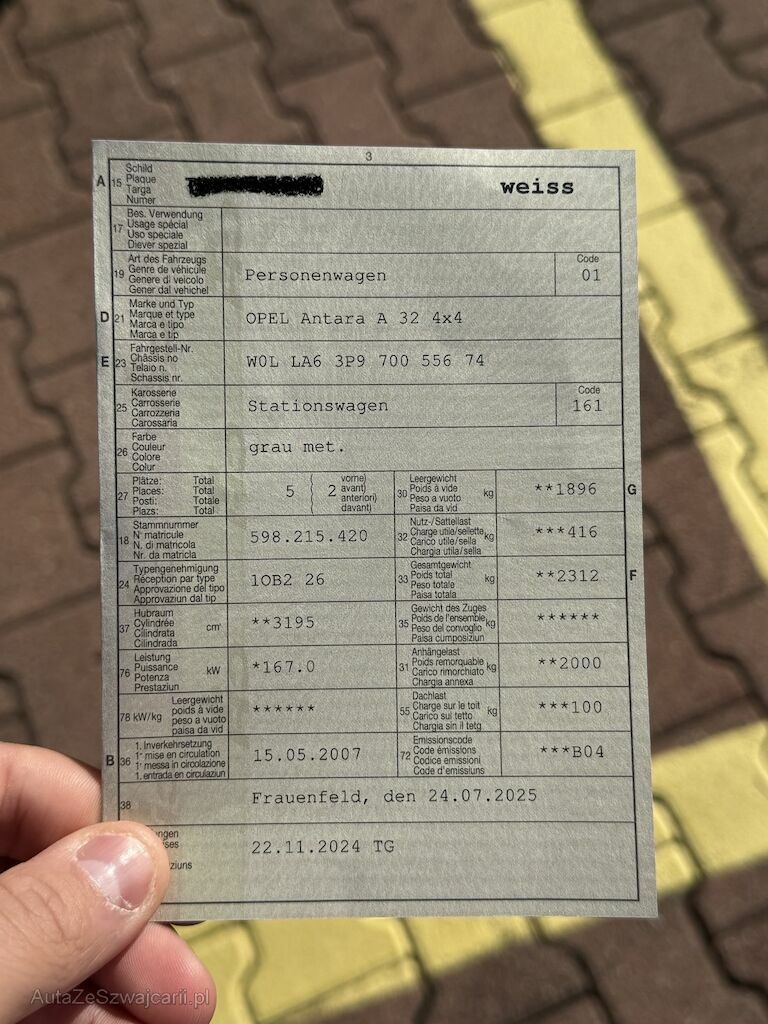 3
A 15 Schild
Plaque
Targa
Numer
weiss
17 Bes. Verwendung
Usage spécial
Uso speciale
Diever spezial
19 Art des Fahrzeugs
Genre de véhicule
Genere di veicolo
Gener dal vehichel
Personenwagen
Code
01
D 21 Marke und Typ
Marque et type
Marca e tipo
Marca e tip
OPEL Antara A 32 4x4
E 23 Fahrgestell-Nr.
Châssis no
Telaio n.
Schassis nr.
W0L LA6 3P9 700 556 74
25 Karosserie
Carrosserie
Carrozzeria
Carossaria
Stationswagen
Code
161
26 Farbe
Couleur
Colore
Colur
grau met.
27 Plätze: Total
Places: Total
Posti: Totale
Plazs: Total
5 ( 2 vorne)
avant)
anteriori)
davant)
30 Leergewicht
Poids à vide
Peso a vuoto
Paisa da vid
kg
**1896
G
18 Stammnummer
N° matricule
N. di matricola
Nr. da matricla
598.215.420
32 Nutz-/Sattellast
Charge utile/sellette
Carico utile/sella
Chargia utila/sella
kg
***416
24 Typengenehmigung
Réception par type
Approvazione del tipo
Approvaziun dal tip
1OB2 26
33 Gesamtgewicht
Poids total
Peso totale
Paisa totala
kg
**2312
F
37 Hubraum
Cylindrée
Cilindrata
Cilindrada
cm³
**3195
35 Gewicht des Zuges
Poids de l'ensemble
Peso del convoglio
Paisa cumposiziun
kg
******
76 Leistung
Puissance
Potenza
Prestaziun
kW
*167.0
31 Anhängelast
Poids remorquable
Carico rimorchiato
Chargia annexa
kg
**2000
78 kW/kg Leergewicht
poids à vide
peso a vuoto
paisa da vid
******
55 Dachlast
Charge sur le toit
Carico sul tetto
Chargia sin il tetg
kg
***100
B 36 1. Inverkehrsetzung
1re mise en circulation
1a messa in circolazione
1. entrada en circulaziun
15.05.2007
72 Emissionscode
Code émissions
Codice emissioni
Code d'emissiuns
***B04
38
Frauenfeld, den 24.07.2025
22.11.2024 TG
AutaZeSzwajcarii.pl